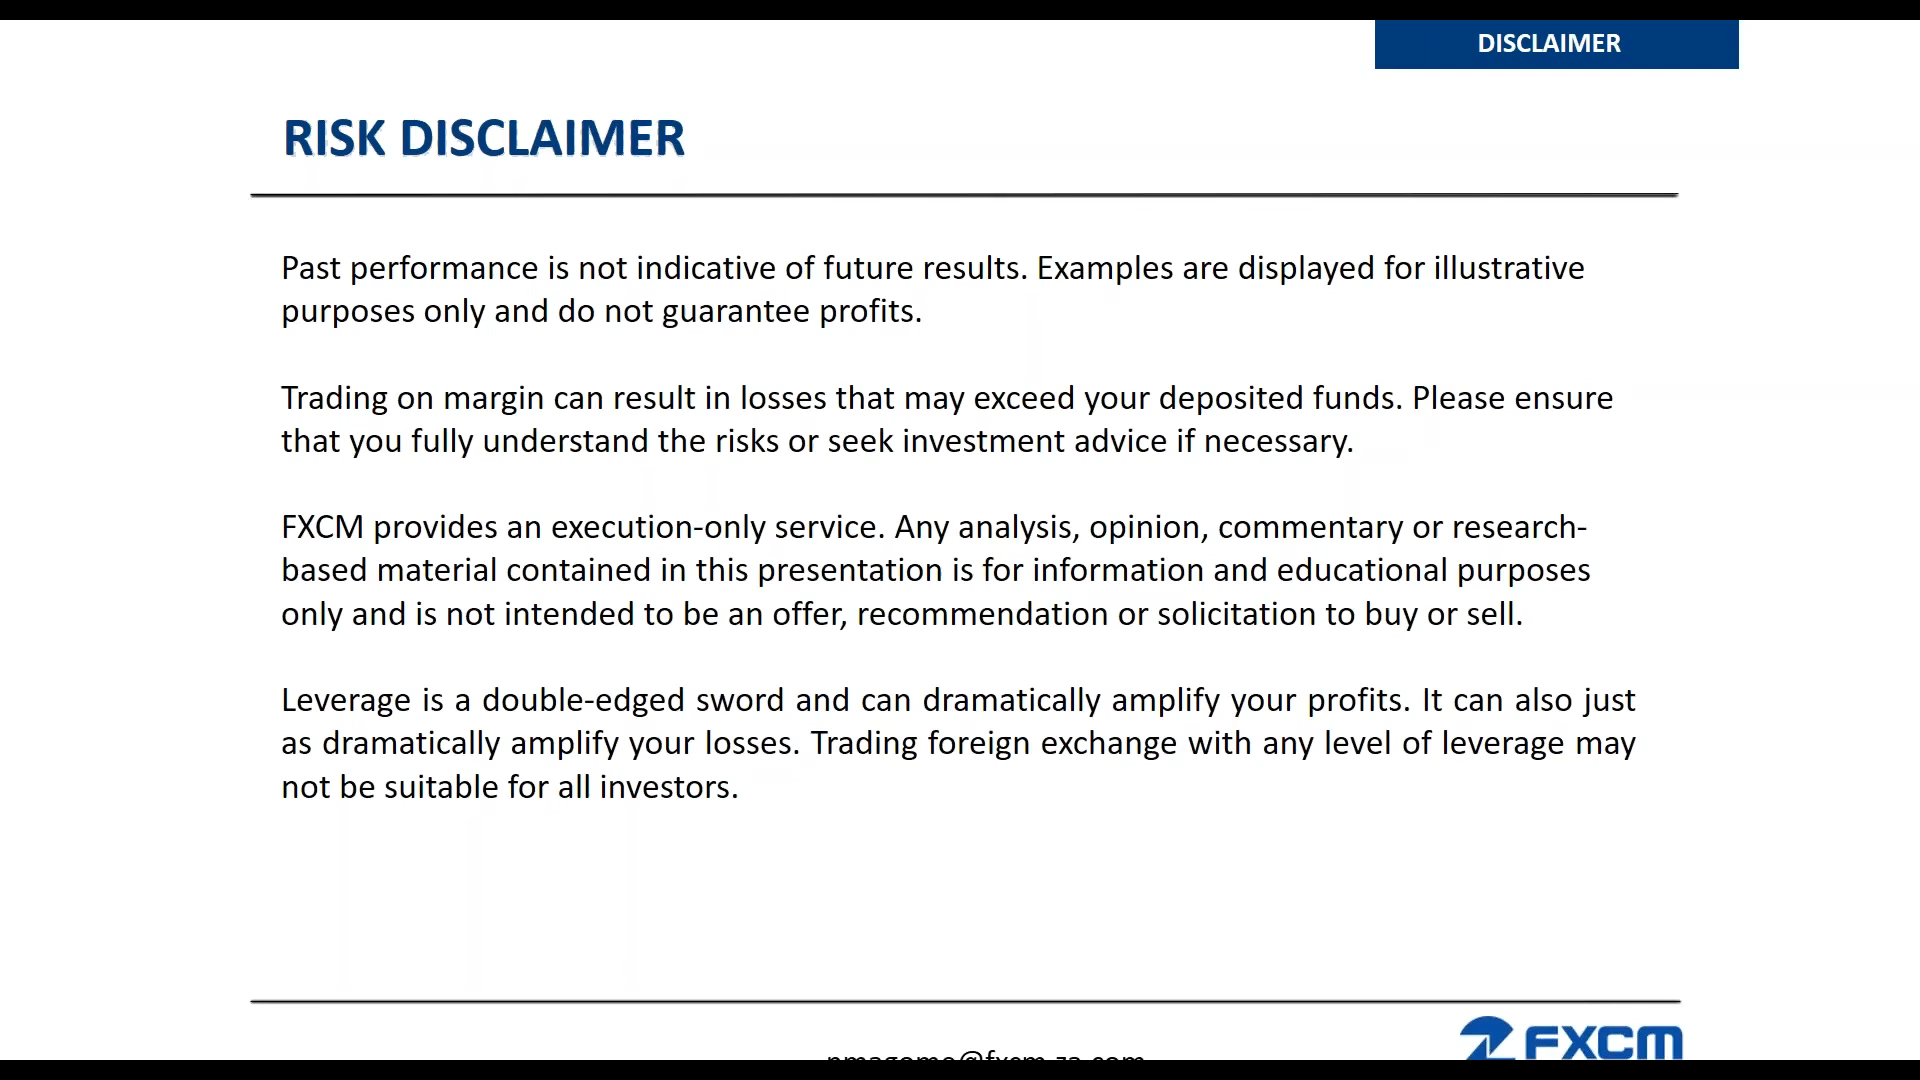 DISCLAIMER
RISK DISCLAIMER
Past performance is not indicative of future results. Examples are displayed for illustrative
purposes only and do not guarantee profits.
Trading on margin can result in losses that may exceed your deposited funds. Please ensure
that you fully understand the risks or seek investment advice if necessary.
FXCM provides an execution-only service. Any analysis, opinion, commentary or research-
based material contained in this presentation is for information and educational purposes
only and is not intended to be an offer, recommendation or solicitation to buy or sell.
Leverage is a double-edged sword and can dramatically amplify your profits. It can also just
as dramatically amplify your losses. Trading foreign exchange with any level of leverage may
not be suitable for all investors.
FXCM